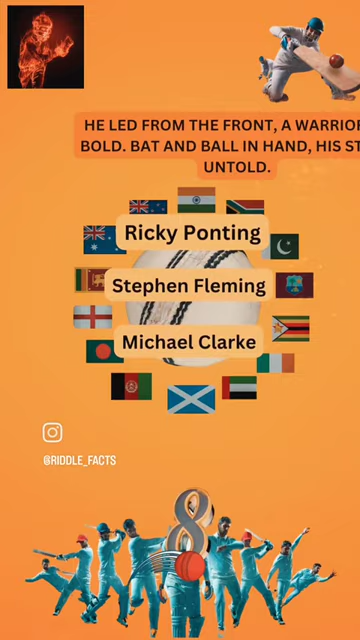 HE LED FROM THE FRONT, A WARRIOR
BOLD. BAT AND BALL IN HAND, HIS ST
UNTOLD.
Ricky Ponting
Stephen Fleming
Michael Clarke
@RIDDLE_FACTS
8